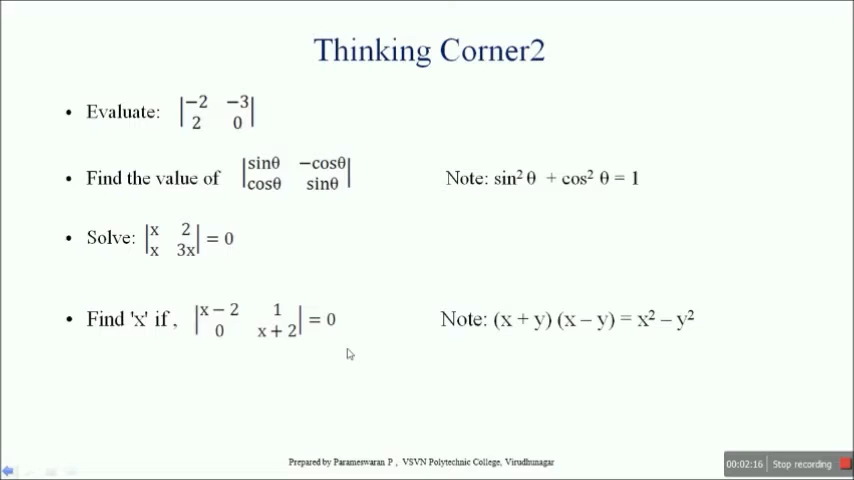 Thinking Corner2
• Evaluate: |−2 −3|
|2 0|
• Find the value of |sinθ −cosθ| Note: sin² θ + cos² θ = 1
|cosθ sinθ|
• Solve: |x 2| = 0
|x 3x|
• Find 'x' if , |x − 2 1| = 0 Note: (x + y) (x – y) = x² – y²
|0 x + 2|
Prepared by Parameswaran P , VSVN Polytechnic College, Virudhunagar
00:02:16 Stop recording